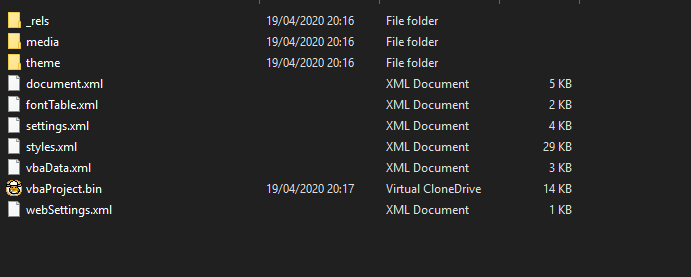 _rels 19/04/2020 20:16 File folder
media 19/04/2020 20:16 File folder
theme 19/04/2020 20:16 File folder
document.xml XML Document 5 KB
fontTable.xml XML Document 2 KB
settings.xml XML Document 4 KB
styles.xml XML Document 29 KB
vbaData.xml XML Document 3 KB
vbaProject.bin 19/04/2020 20:17 Virtual CloneDrive 14 KB
webSettings.xml XML Document 1 KB